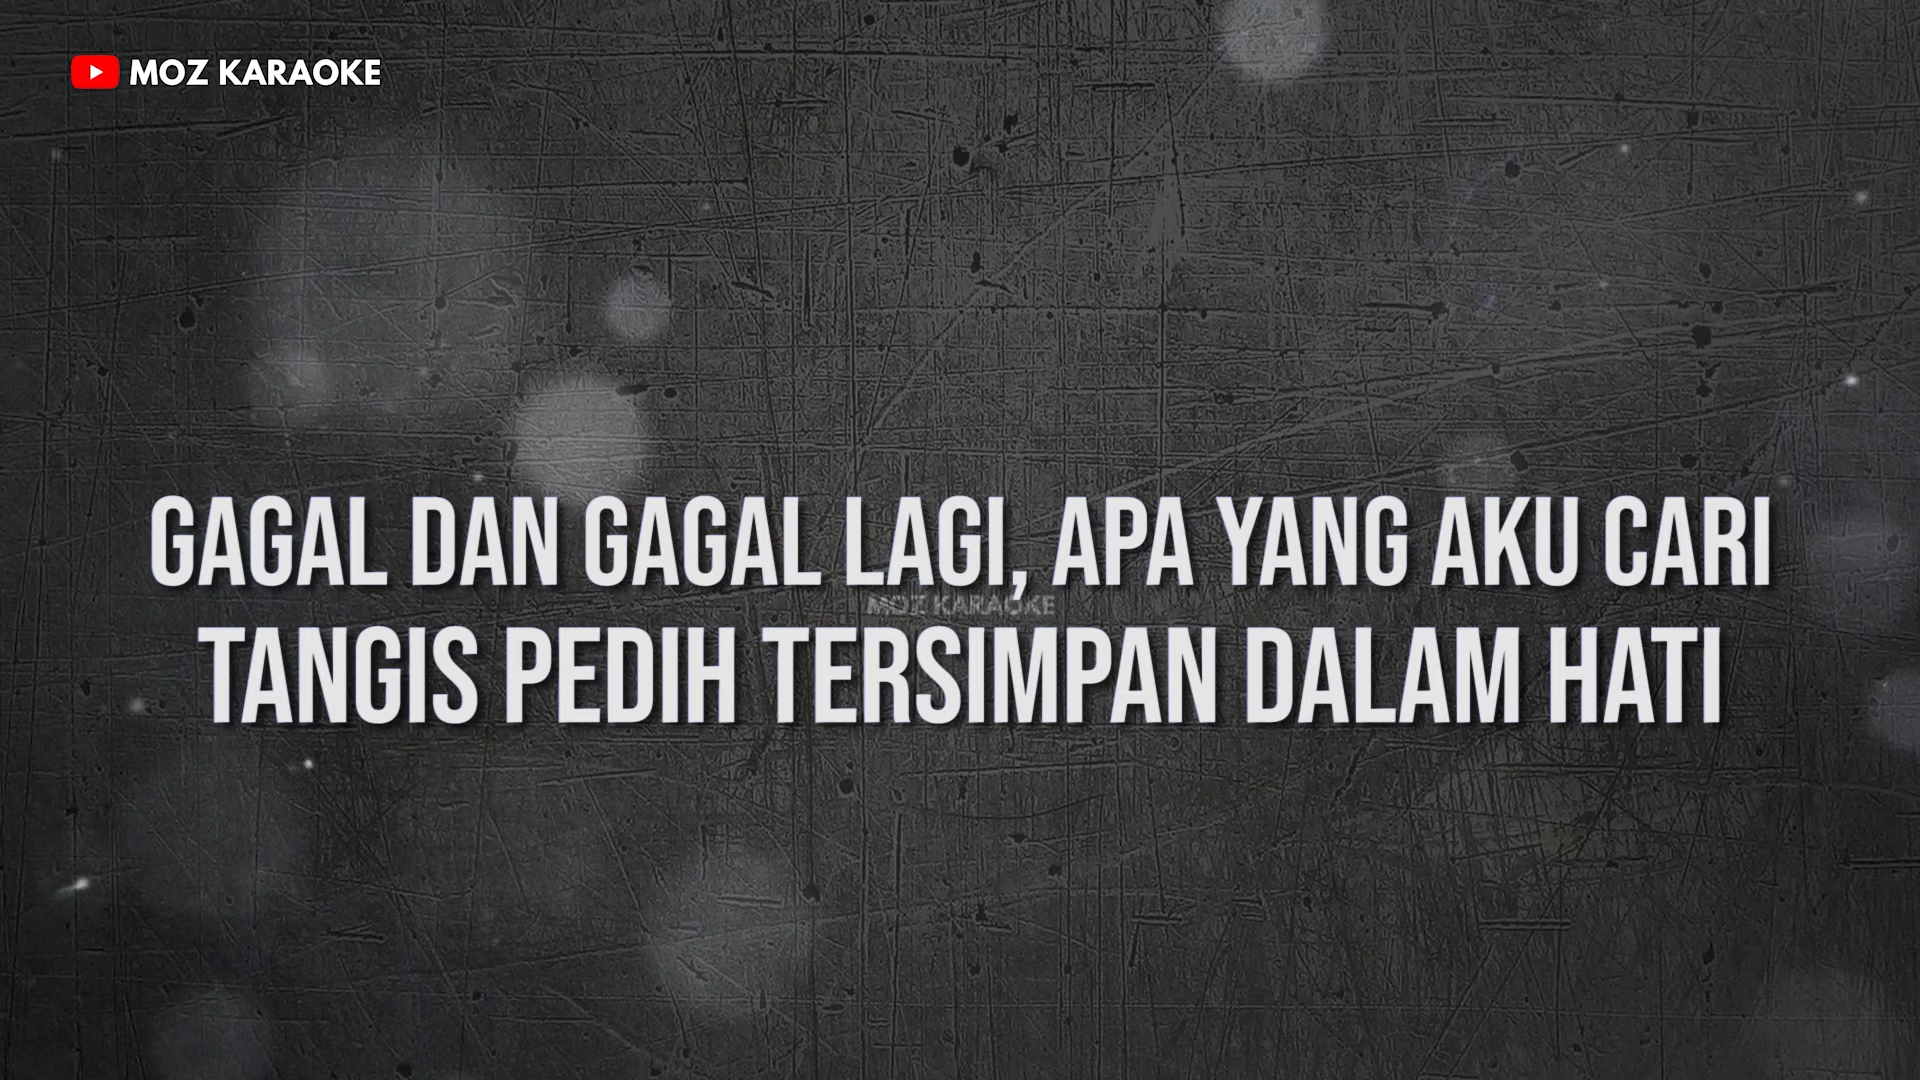 MOZ KARAOKE
GAGAL DAN GAGAL LAGI, APA YANG AKU CARI
MOZ KARAOKE
TANGIS PEDIH TERSIMPAN DALAM HATI